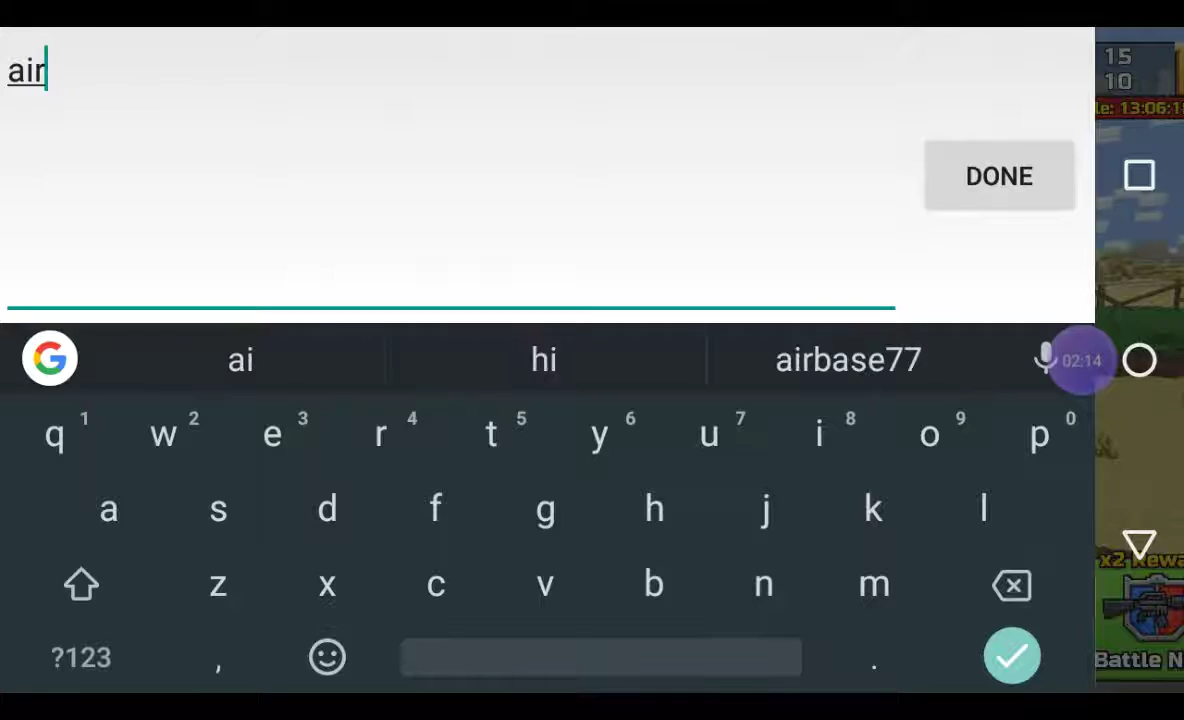 air
15
10
le: 13:06:1
DONE
ai hi airbase77 02:14
q 1 w 2 e 3 r 4 t 5 y 6 u 7 i 8 o 9 p 0
a s d f g h j k l
z x c v b n m
x2 Rewa
?123 , .
Battle N